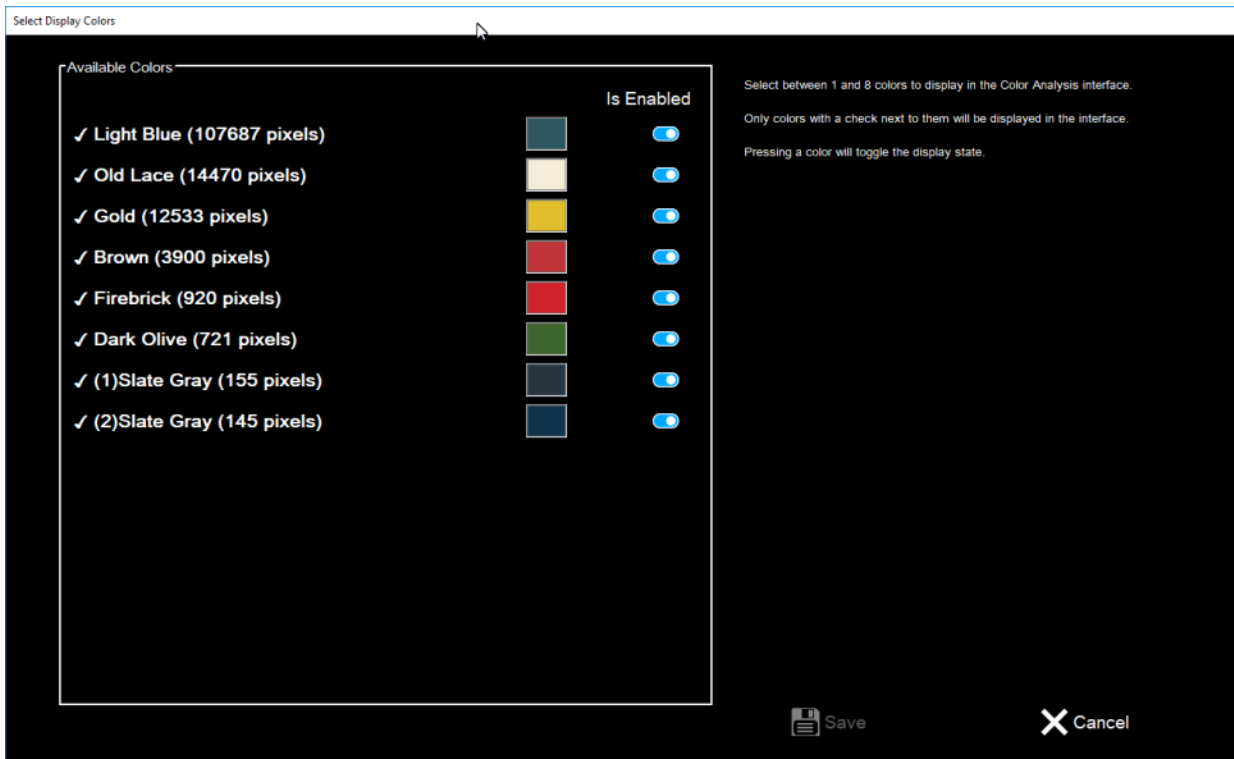 Select Display Colors
Available Colors
Is Enabled
✓ Light Blue (107687 pixels)
✓ Old Lace (14470 pixels)
✓ Gold (12533 pixels)
✓ Brown (3900 pixels)
✓ Firebrick (920 pixels)
✓ Dark Olive (721 pixels)
✓ (1)Slate Gray (155 pixels)
✓ (2)Slate Gray (145 pixels)
Select between 1 and 8 colors to display in the Color Analysis interface.
Only colors with a check next to them will be displayed in the interface.
Pressing a color will toggle the display state.
Save
Cancel